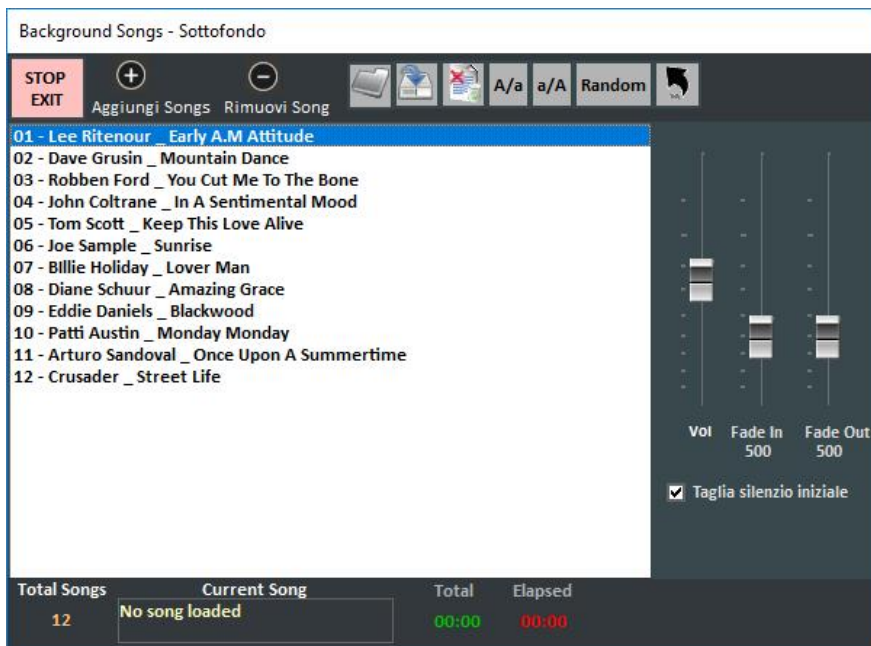 Background Songs - Sottofondo
STOP
EXIT
Aggiungi Songs
Rimuovi Song
A/a
a/A
Random
01 - Lee Ritenour _ Early A.M Attitude
02 - Dave Grusin _ Mountain Dance
03 - Robben Ford _ You Cut Me To The Bone
04 - John Coltrane _ In A Sentimental Mood
05 - Tom Scott _ Keep This Love Alive
06 - Joe Sample _ Sunrise
07 - BIllie Holiday _ Lover Man
08 - Diane Schuur _ Amazing Grace
09 - Eddie Daniels _ Blackwood
10 - Patti Austin _ Monday Monday
11 - Arturo Sandoval _ Once Upon A Summertime
12 - Crusader _ Street Life
Vol
Fade In
500
Fade Out
500
Taglia silenzio iniziale
Total Songs
12
Current Song
No song loaded
Total
00:00
Elapsed
00:00